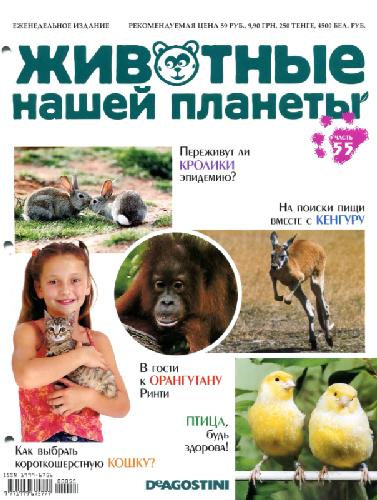 ЕЖЕНЕДЕЛЬНОЕ ИЗДАНИЕ
РЕКОМЕНДУЕМАЯ ЦЕНА 59 РУБ., 9,90 ГРН. 250 ТЕНГЕ, 4500 БЕЛ. РУБ.
ЖИВОТНЫЕ
НАШЕЙ ПЛАНЕТЫ
ЧАСТЬ
55
Переживут ли
КРОЛИКИ
эпидемию?
На поиски пищи
вместе с КЕНГУРУ
В гости
к ОРАНГУТАНУ
Ринти
ПТИЦА,
будь
здорова!
Как выбрать
короткошерстную КОШКУ?
DeAGOSTINI